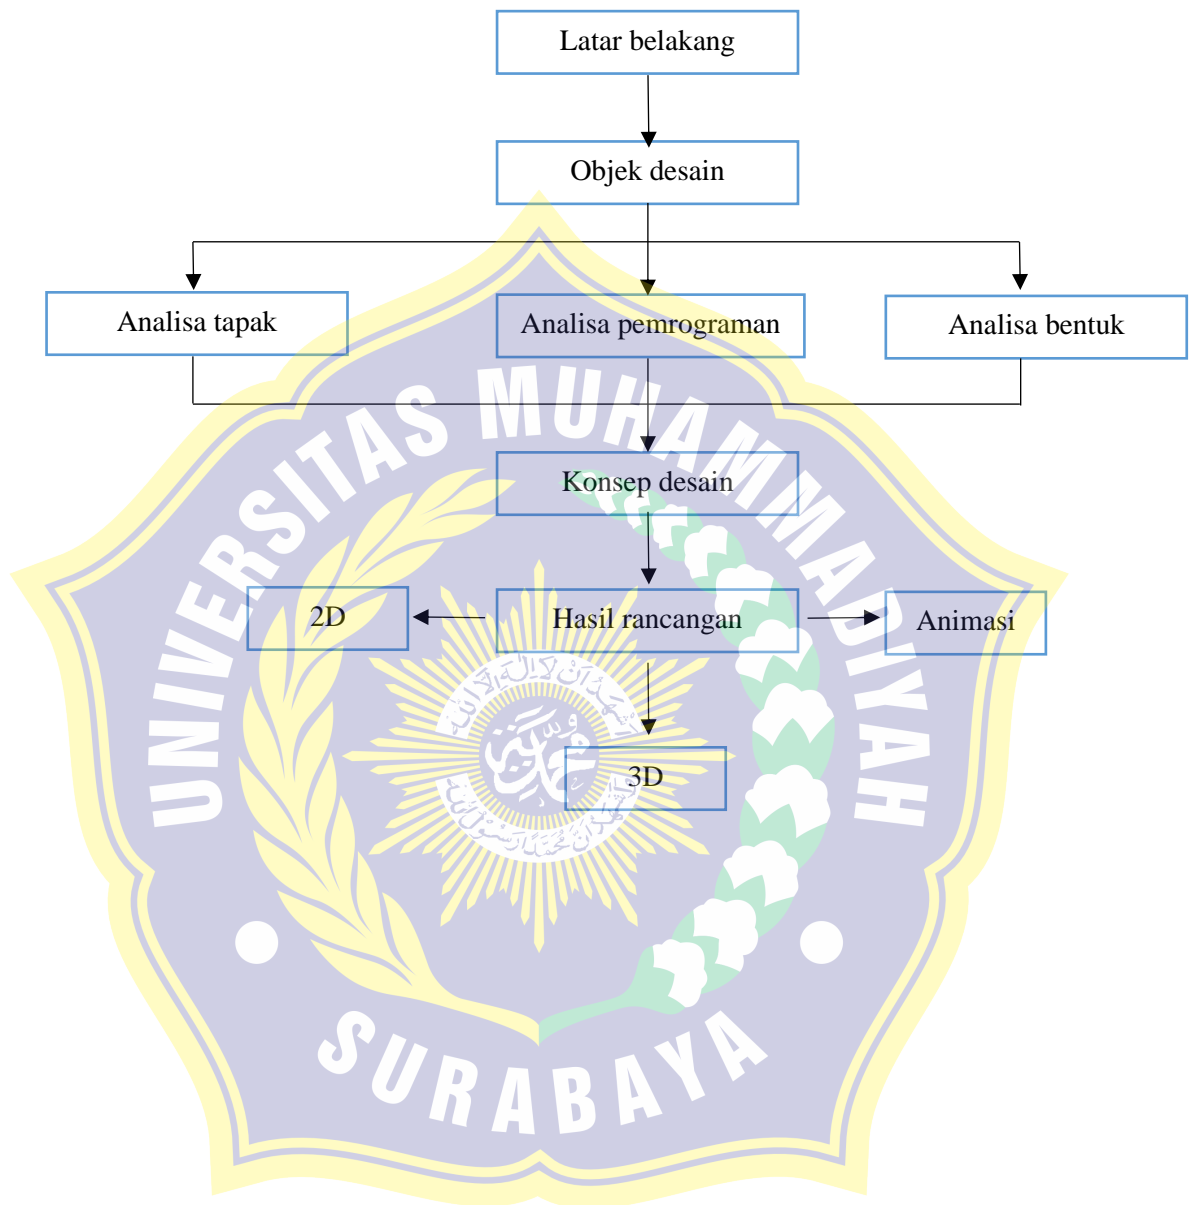 Latar belakang
Objek desain
Analisa tapak
Analisa pemrograman
Analisa bentuk
Konsep desain
2D
Hasil rancangan
Animasi
3D
UNIVERSITAS MUHAMMADIYAH
SURABAYA